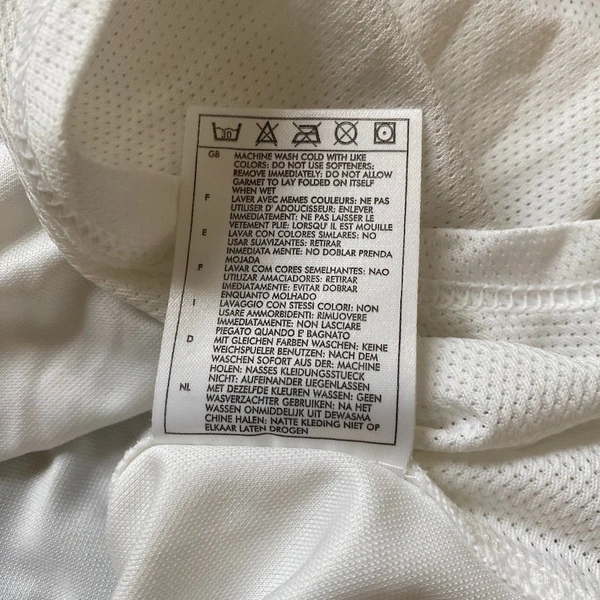 30
GB MACHINE WASH COLD WITH LIKE
COLORS: DO NOT USE SOFTENERS:
REMOVE IMMEDIATELY: DO NOT ALLOW
GARMET TO LAY FOLDED ON ITSELF
WHEN WET
F LAVER AVEC MEMES COULEURS: NE PAS
UTILISER D' ADOUCISSEUR: ENLEVER
IMMEDIATEMENT: NE PAS LAISSER LE
VETEMENT PLIE: LORSQU' IL EST MOUILLE
E LAVAR CON COLORES SIMLARES: NO
USAR SUAVIZANTES: RETIRAR
INMEDIATA MENTE: NO DOBLAR PRENDA
MOJADA
P LAVAR COM CORES SEMELHANTES: NAO
UTILIZAR AMACIADORES: RETIRAR
IMEDIATAMENTE: EVITAR DOBRAR
ENQUANTO MOLHADO
I LAVAGGIO CON STESSI COLORI: NON
USARE AMMORBIDENTI: RIMUOVERE
IMMEDIATAMENTE: NON LASCIARE
PIEGATO QUANDO E' BAGNATO
D MIT GLEICHEN FARBEN WASCHEN: KEINE
WEICHSPUELER BENUTZEN: NACH DEM
WASCHEN SOFORT AUS DER: MACHINE
HOLEN: NASSES KLEIDUNGSSTUECK
NICHT: AUFEINANDER LIEGENLASSEN
NL MET DEZELFDE KLEUREN WASSEN: GEEN
WASVERZACHTER GEBRUIKEN: NA HET
WASSEN ONMIDDELIJK UIT DEWASMA
CHINE HALEN: NATTE KLEDING NIET OP
ELKAAR LATEN DROGEN